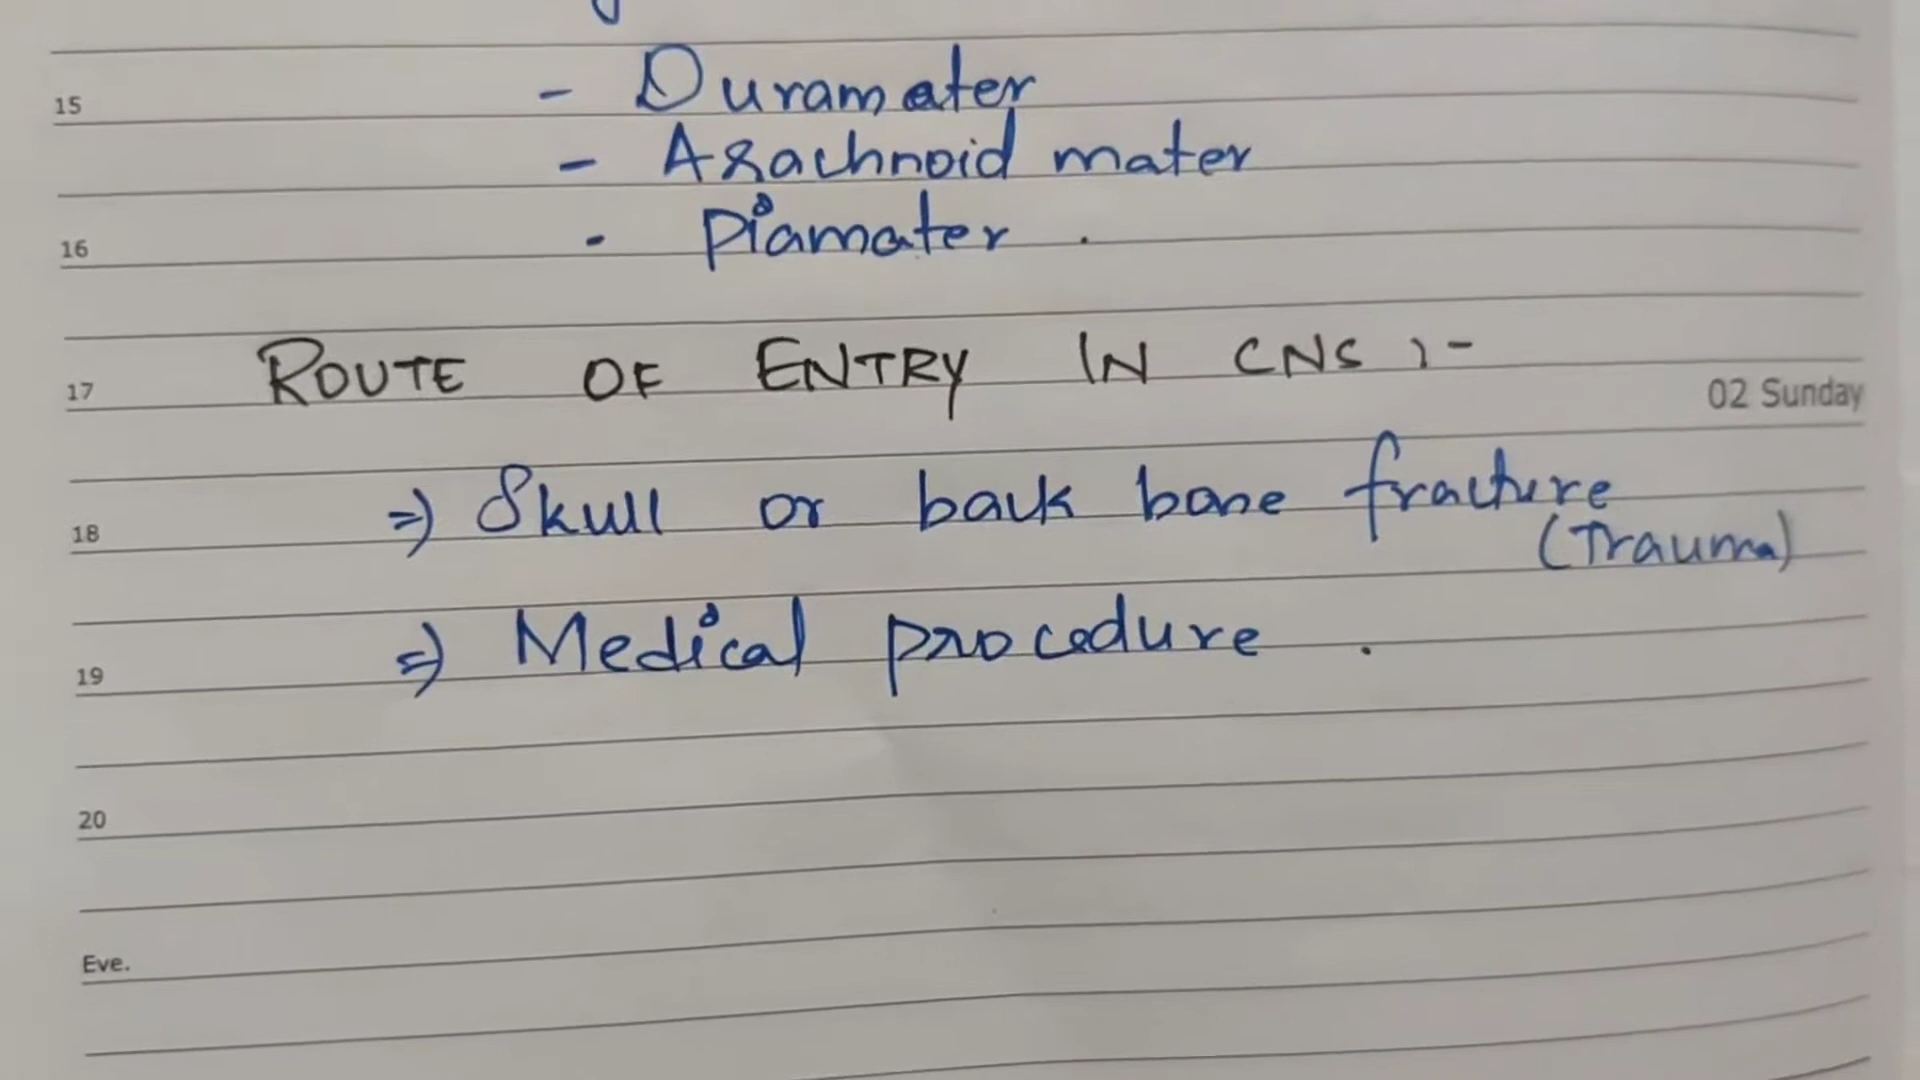 15
- Duramater
- Arachnoid mater
16
- Piamater .
17
ROUTE OF ENTRY IN CNS :-
02 Sunday
18
⇒ Skull or back bone fracture
(Trauma)
19
⇒ Medical procedure .
20
Eve.